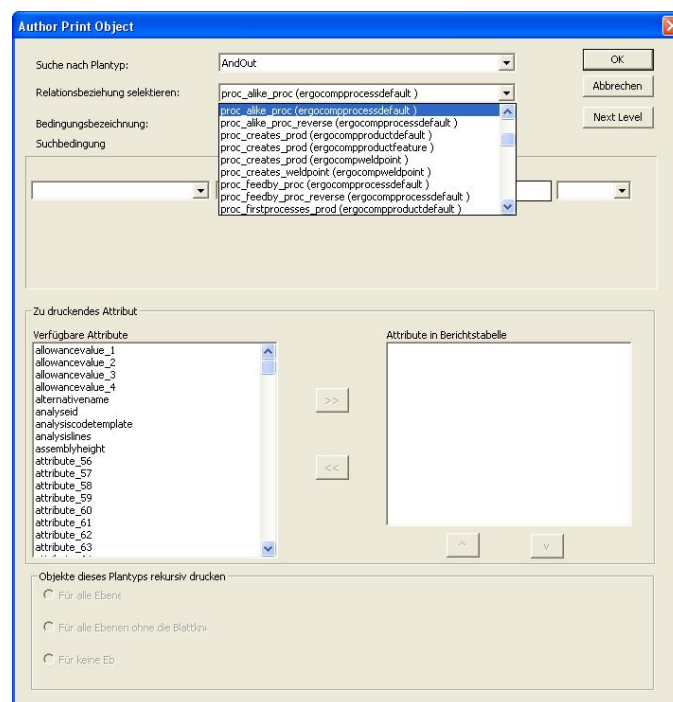 Author Print Object
Suche nach Plantyp:
AndOut
OK
Relationsbeziehung selektieren:
proc_alike_proc (ergocompprocessdefault )
Abbrechen
proc_alike_proc (ergocompprocessdefault )
proc_alike_proc_reverse (ergocompprocessdefault )
proc_creates_prod (ergocompproductdefault )
proc_creates_prod (ergocompproductfeature )
proc_creates_prod (ergocompweldpoint )
proc_creates_weldpoint (ergocompweldpoint )
proc_feedby_proc (ergocompprocessdefault )
proc_feedby_proc_reverse (ergocompprocessdefault )
proc_firstprocesses_prod (ergocompproductdefault )
Bedingungsbezeichnung:
Next Level
Suchbedingung
Zu druckendes Attribut
Verfügbare Attribute
allowancevalue_1
allowancevalue_2
allowancevalue_3
allowancevalue_4
alternativename
analyseid
analysiscodetemplate
analysislines
assemblyheight
attribute_56
attribute_57
attribute_58
attribute_59
attribute_60
attribute_61
attribute_62
attribute_63
>>
<<
Attribute in Berichtstabelle
^
v
Objekte dieses Plantyps rekursiv drucken
Für alle Ebene
Für alle Ebenen ohne die Blattkn
Für keine Eb